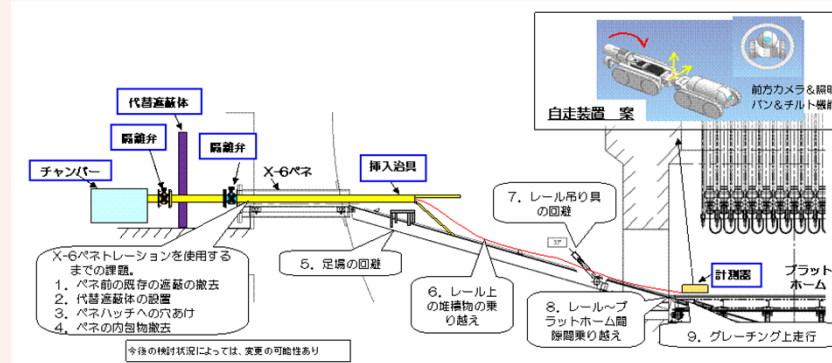 自走装置 案
前方カメラ＆照明
パン＆チルト機能
代替遮蔽体
隔離弁
隔離弁
チャンバー
X-6ペネ
挿入治具
7．レール吊り具
の回避
37°
X-6ペネトレーションを使用する
までの課題。
1．ペネ前の既存の遮蔽の撤去
2．代替遮蔽体の設置
3．ペネハッチへの穴あけ
4．ペネの内包物撤去
5．足場の回避
6．レール上
の堆積物の乗
り越え
計測器
プラット
ホーム
8．レール～プ
ラットホーム間
隙間乗り越え
9．グレーチング上走行
今後の検討状況によっては、変更の可能性あり